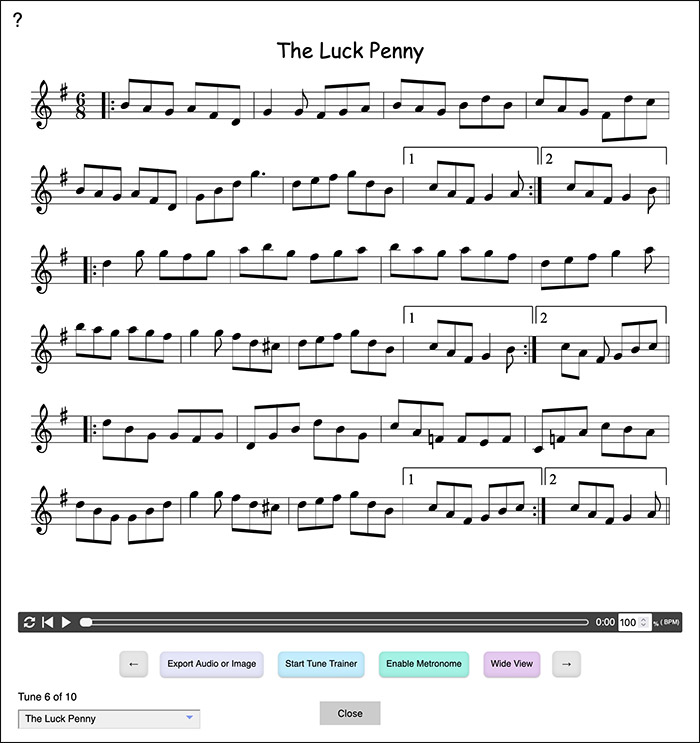 ?
The Luck Penny
6
8
1
2
1
2
1
2
0:00 100 % ( BPM)
← Export Audio or Image Start Tune Trainer Enable Metronome Wide View →
Tune 6 of 10
The Luck Penny
Close